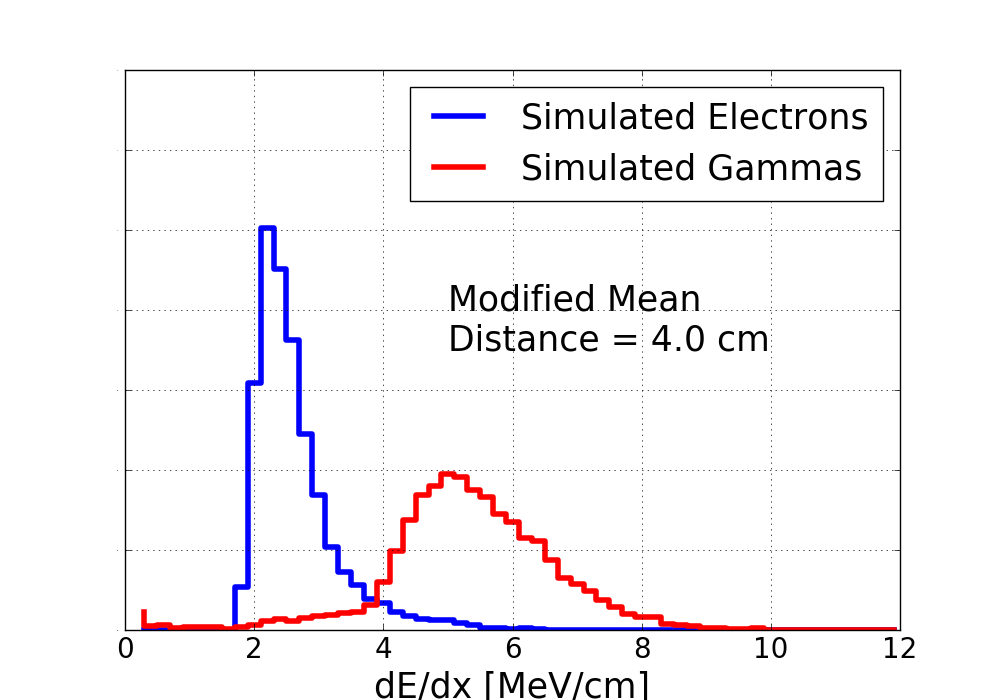 Simulated Electrons
Simulated Gammas
Modified Mean
Distance = 4.0 cm
0 2 4 6 8 10 12
dE/dx [MeV/cm]